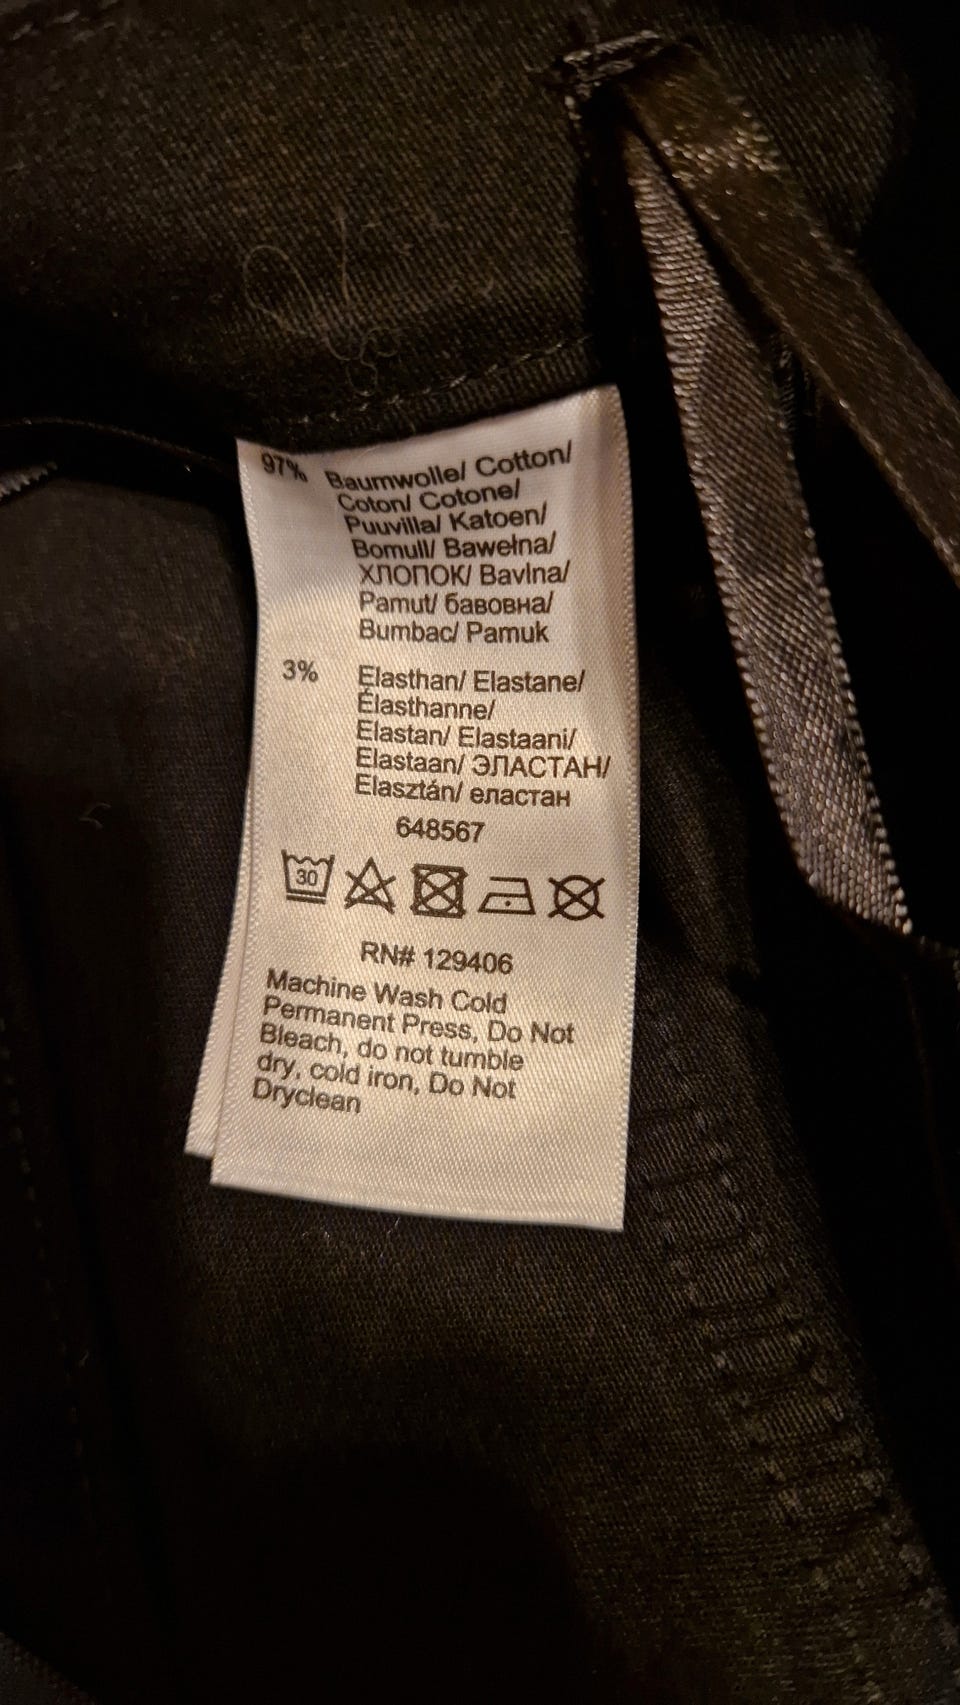 97% Baumwolle/ Cotton/
Coton/ Cotone/
Puuvilla/ Katoen/
Bomull/ Bawełna/
ХЛОПОК/ Bavlna/
Pamut/ бавовна/
Bumbac/ Pamuk
3% Elasthan/ Elastane/
Élasthanne/
Elastan/ Elastaani/
Elastaan/ ЭЛАСТАН/
Elasztán/ еластан
648567
30
RN# 129406
Machine Wash Cold
Permanent Press, Do Not
Bleach, do not tumble
dry, cold iron, Do Not
Dryclean